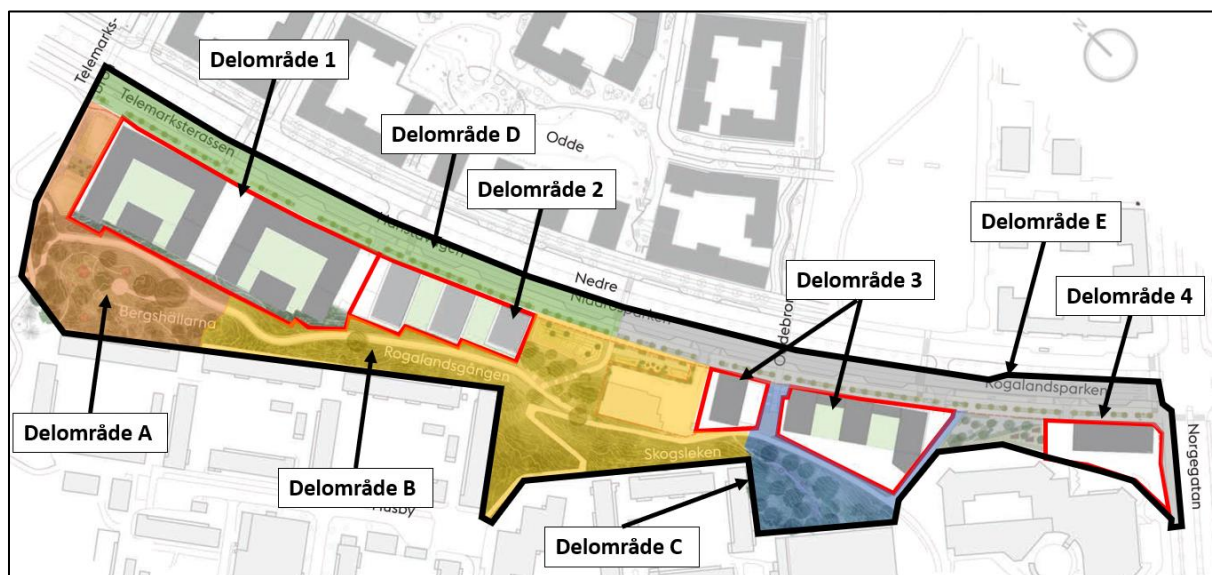 N
Telemarks-
Delområde 1
Telemarksterassen
Delområde D
Odde
Delområde 2
Delområde E
Nedre
Nidarosparken
Delområde 3
Delområde 4
Bergshällarna
Rogalandsgången
Rogalandsparken
Delområde A
Skogsleken
Norgegatan
Delområde B
Husby
Delområde C